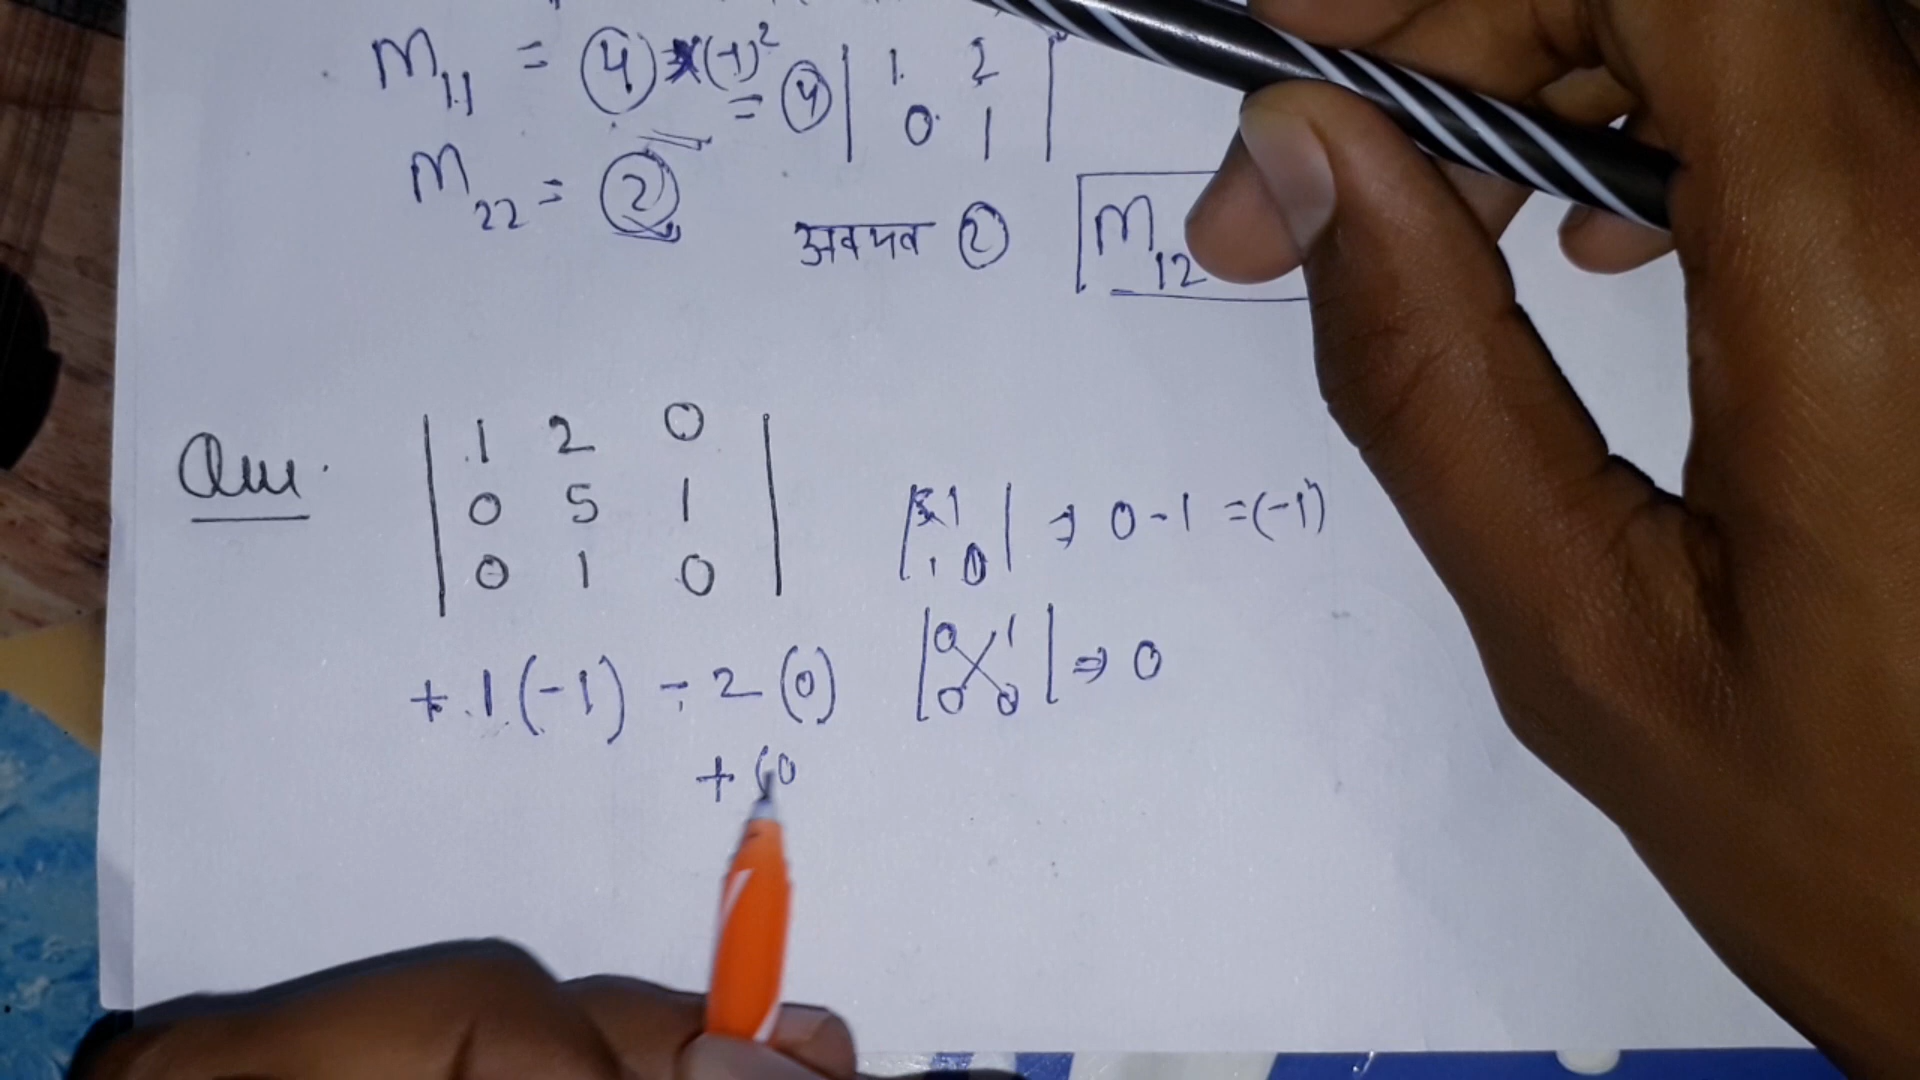 M₁₁ = 4 × (-1)² = 4 | 1 2 |
| 0 1 |
M₂₂ = 2
अवयव 2 M₁₂
Que.
| 1 2 0 |
| 0 5 1 |
| 0 1 0 |
| 5 1 |
| 1 0 | ⇒ 0 - 1 = (-1)
| 0 1 |
| 0 0 | ⇒ 0
+ 1 (-1) - 2 (0)
+ 0